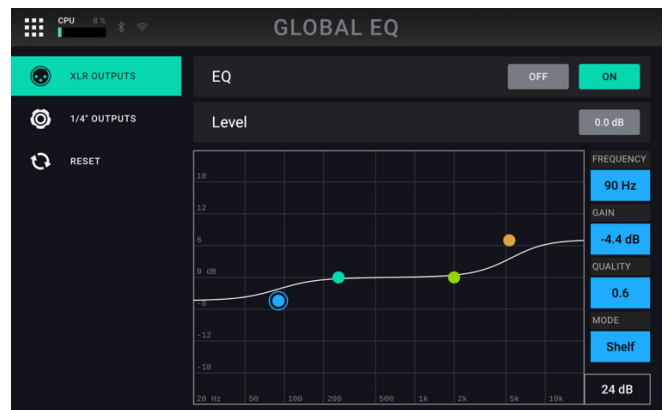 CPU 8 %
GLOBAL EQ
XLR OUTPUTS
1/4" OUTPUTS
RESET
EQ
OFF
ON
Level
0.0 dB
FREQUENCY
90 Hz
GAIN
-4.4 dB
QUALITY
0.6
MODE
Shelf
24 dB
18
12
6
0 dB
-6
-12
-18
20 Hz 50 100 200 500 1k 2k 5k 10k